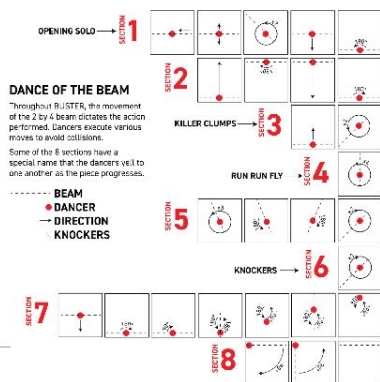 OPENING SOLO
SECTION 1
SECTION 2
DANCE OF THE BEAM
Throughout BUSTER, the movement
of the 2 by 4 beam dictates the action
performed. Dancers execute various
moves to avoid collisions.
Some of the 8 sections have a
special name that the dancers yell to
one another as the piece progresses.
BEAM
DANCER
DIRECTION
KNOCKERS
KILLER CLUMPS
SECTION 3
RUN RUN FLY
SECTION 4
SECTION 5
KNOCKERS
SECTION 6
SECTION 7
SECTION 8